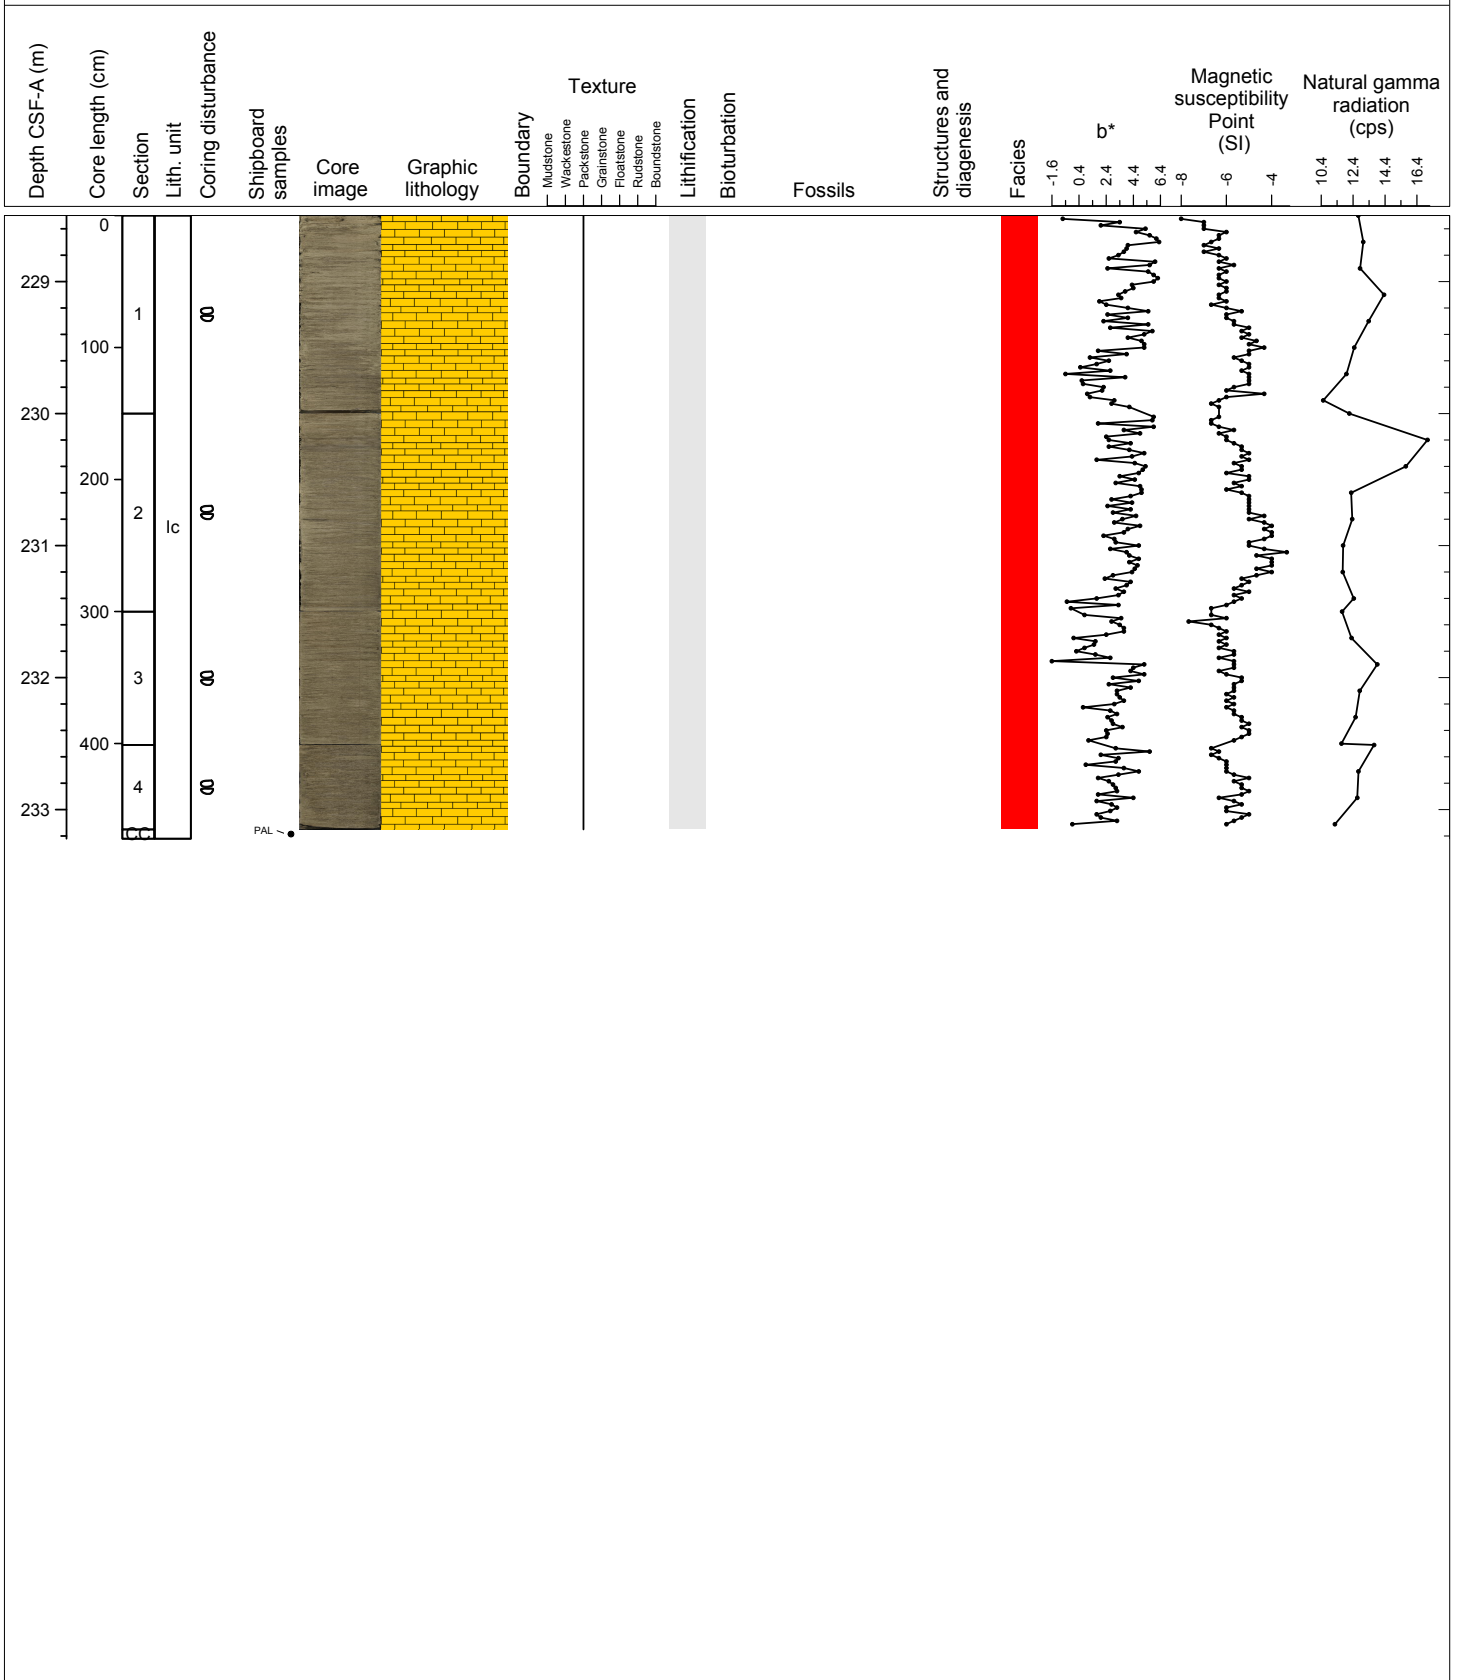 Depth CSF-A (m)
Core length (cm)
Section
Lith. unit
Coring disturbance
Shipboard
samples
Core
image
Graphic
lithology
Boundary
Texture
Mudstone
Wackestone
Packstone
Grainstone
Floatstone
Rudstone
Boundstone
Lithification
Bioturbation
Fossils
Structures and
diagenesis
Facies
b*
-1.6
0.4
2.4
4.4
6.4
Magnetic
susceptibility
Point
(SI)
-8
-6
-4
Natural gamma
radiation
(cps)
10.4
12.4
14.4
16.4
229
230
231
232
233
0
100
200
300
400
1
2
3
4
CC
Ic
PAL